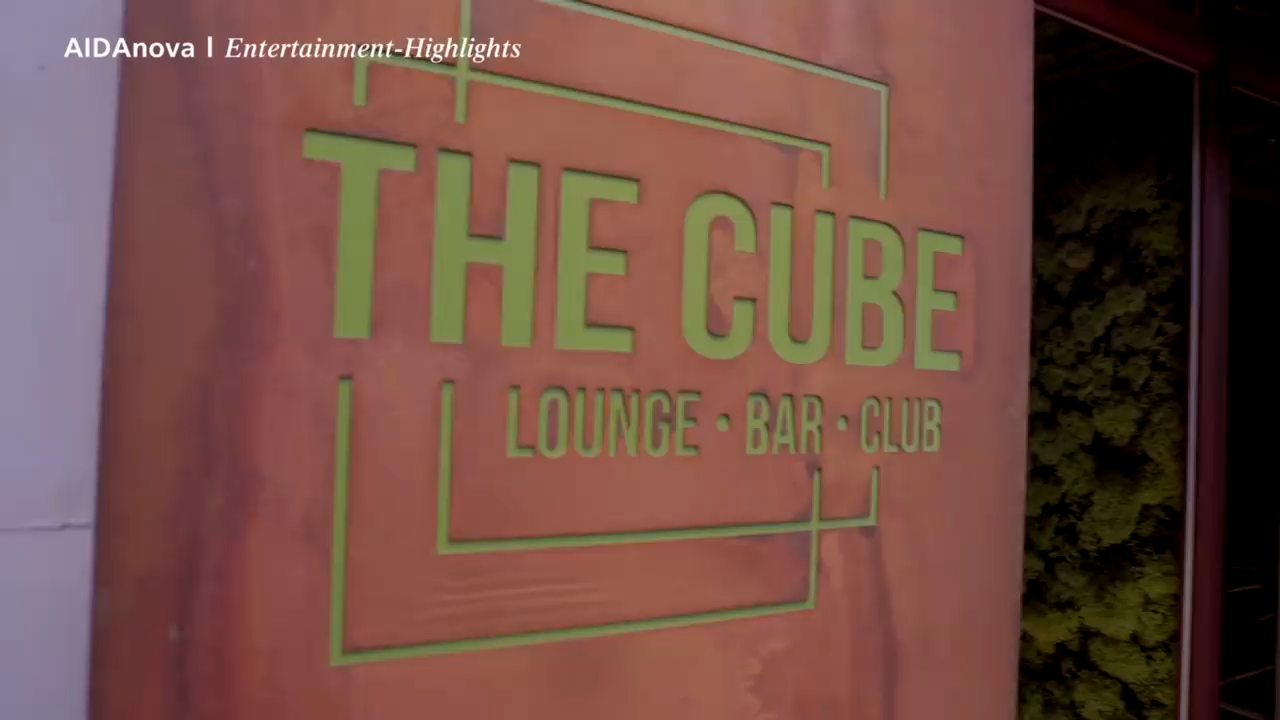 AIDAnova | Entertainment-Highlights
THE CUBE
LOUNGE • BAR • CLUB